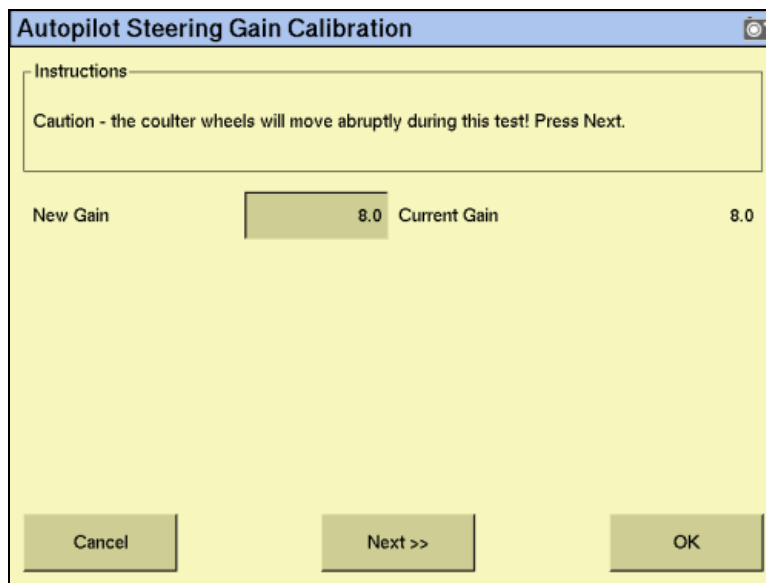 Autopilot Steering Gain Calibration
Instructions
Caution - the coulter wheels will move abruptly during this test! Press Next.
New Gain 8.0 Current Gain 8.0
Cancel Next >> OK